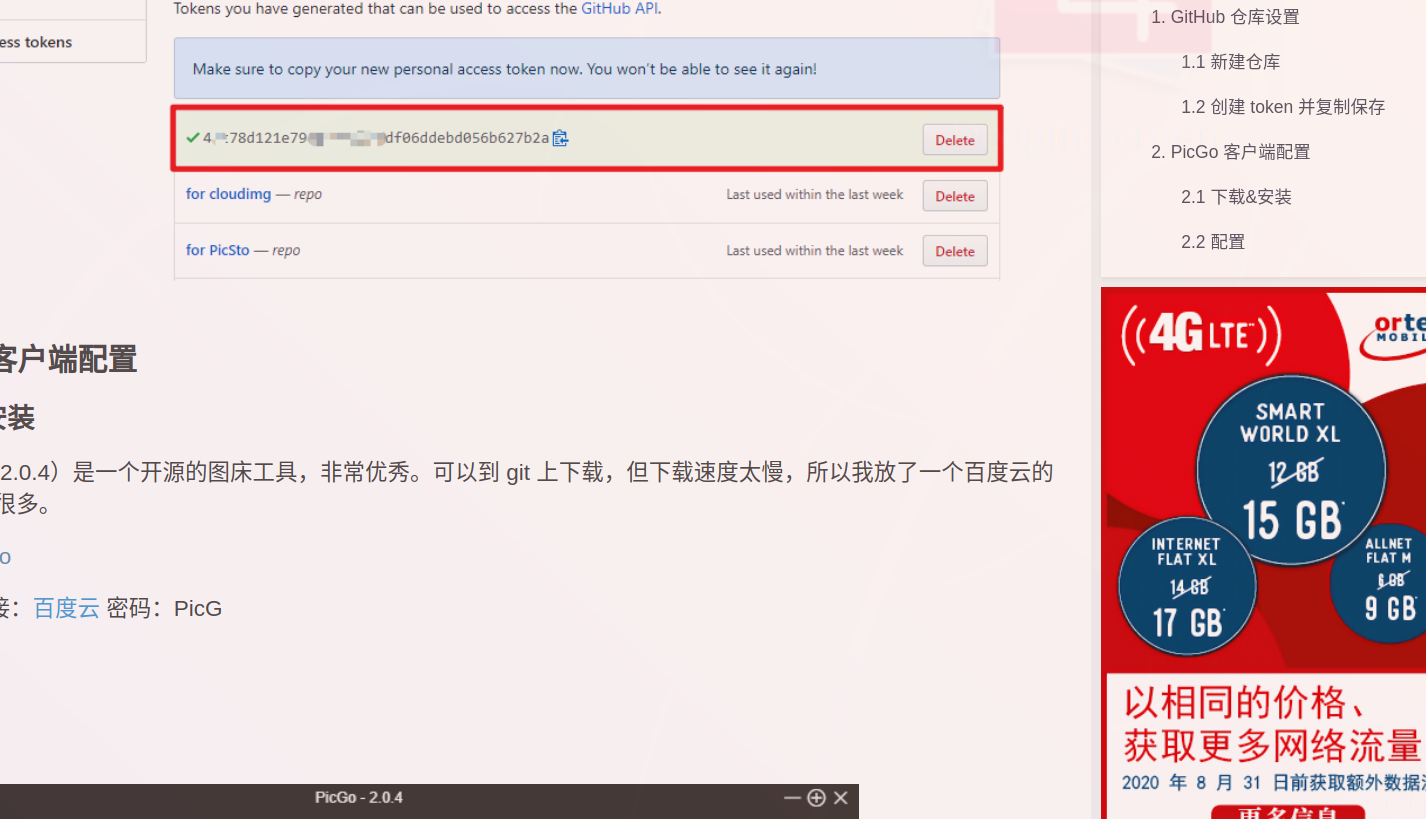 Tokens you have generated that can be used to access the GitHub API.
ess tokens
Make sure to copy your new personal access token now. You won't be able to see it again!
78d121e79 df06ddebd056b627b2a
Delete
for cloudimg — repo
Last used within the last week
Delete
for PicSto — repo
Last used within the last week
Delete
客户端配置
安装
2.0.4）是一个开源的图床工具，非常优秀。可以到 git 上下载，但下载速度太慢，所以我放了一个百度云的
很多。
o
接：百度云 密码：PicG
PicGo - 2.0.4
1. GitHub 仓库设置
1.1 新建仓库
1.2 创建 token 并复制保存
2. PicGo 客户端配置
2.1 下载&安装
2.2 配置
4G LTE
orte
MOBIL
SMART
WORLD XL
12 GB
15 GB*
INTERNET
FLAT XL
14 GB
17 GB*
ALLNET
FLAT M
6 GB
9 GB*
以相同的价格、
获取更多网络流量
2020 年 8 月 31 日前获取额外数据
更多信息